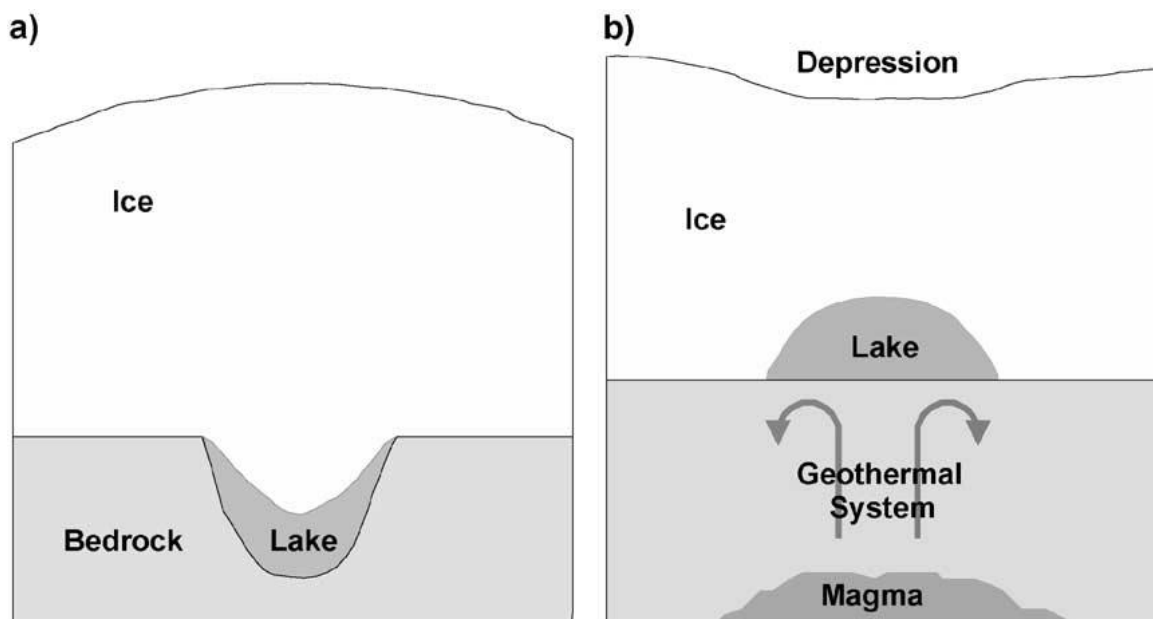 a)
Ice
Bedrock
Lake
b)
Depression
Ice
Lake
Geothermal
System
Magma